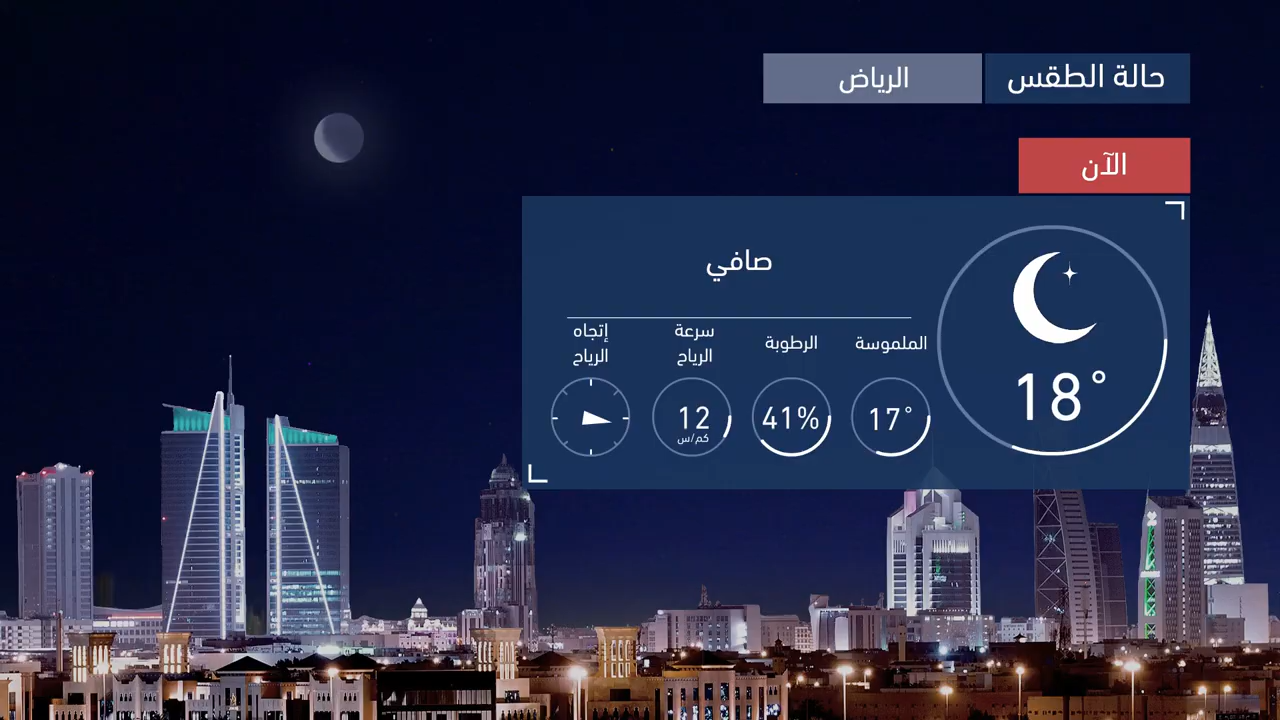 حالة الطقس
الرياض
الآن
18°
صافي
الملموسة
17°
الرطوبة
41%
سرعة
الرياح
12
كم/س
إتجاه
الرياح